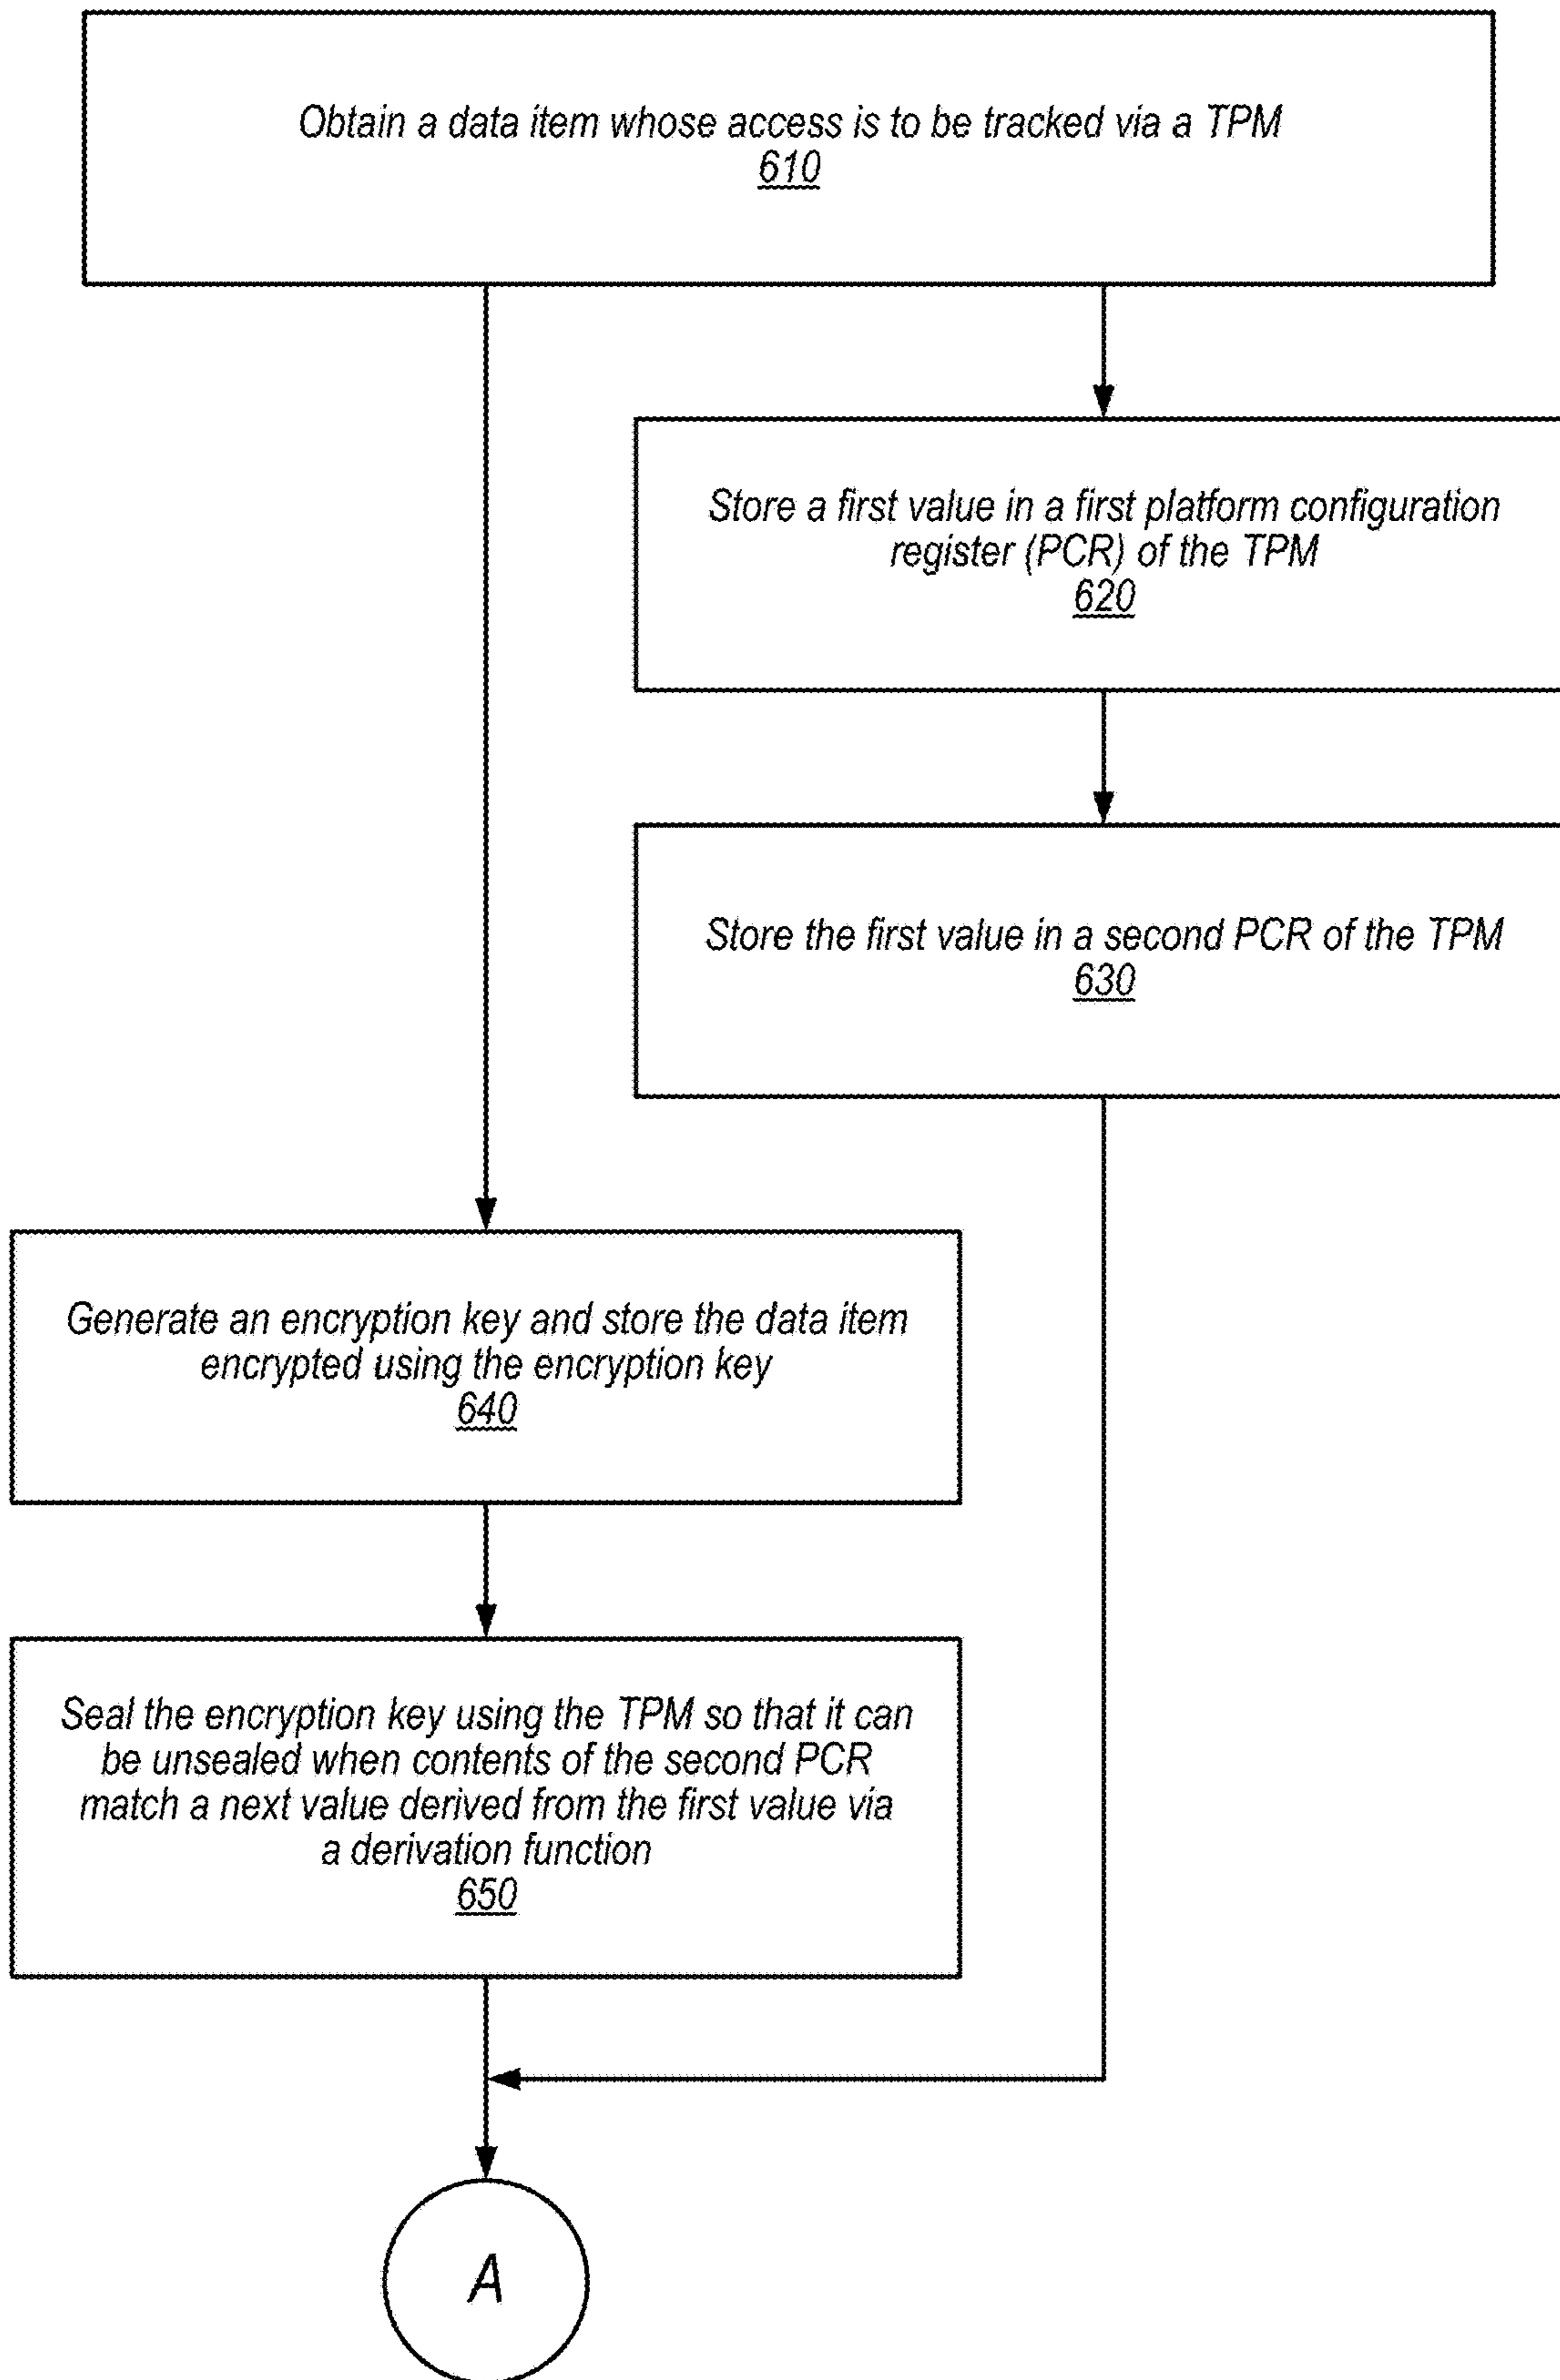 Obtain a data item whose access is to be tracked via a TPM
610
Store a first value in a first platform configuration
register (PCR) of the TPM
620
Store the first value in a second PCR of the TPM
630
Generate an encryption key and store the data item
encrypted using the encryption key
640
Seal the encryption key using the TPM so that it can
be unsealed when contents of the second PCR
match a next value derived from the first value via
a derivation function
650
A